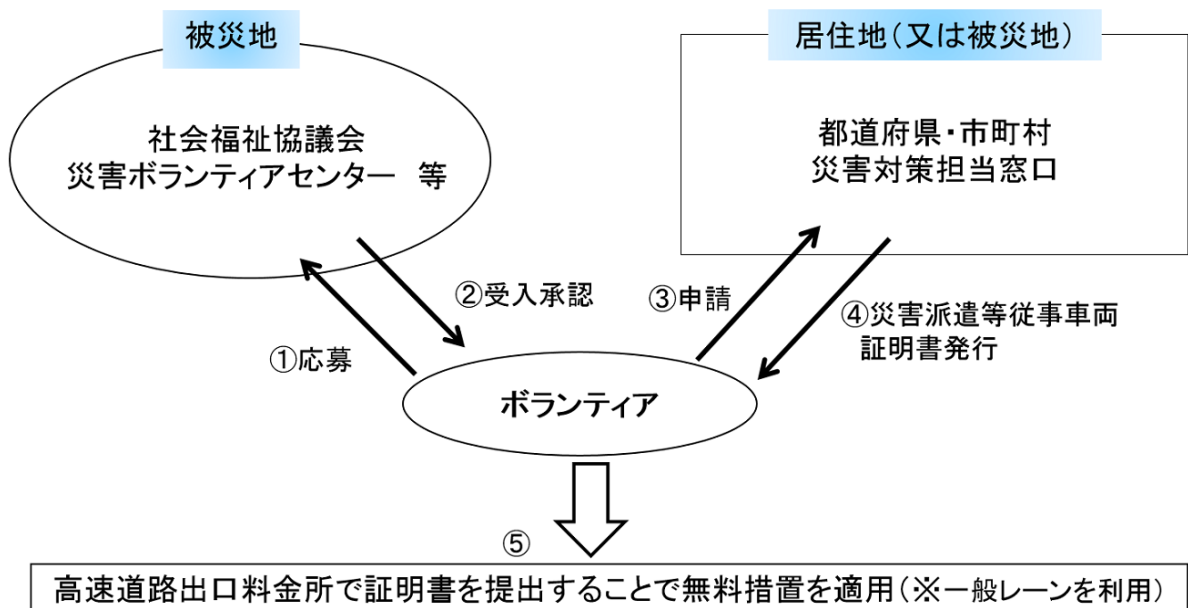 被災地
社会福祉協議会
災害ボランティアセンター 等
居住地(又は被災地)
都道府県・市町村
災害対策担当窓口
①応募
②受入承認
③申請
④災害派遣等従事車両
証明書発行
ボランティア
⑤
高速道路出口料金所で証明書を提出することで無料措置を適用(※一般レーンを利用)